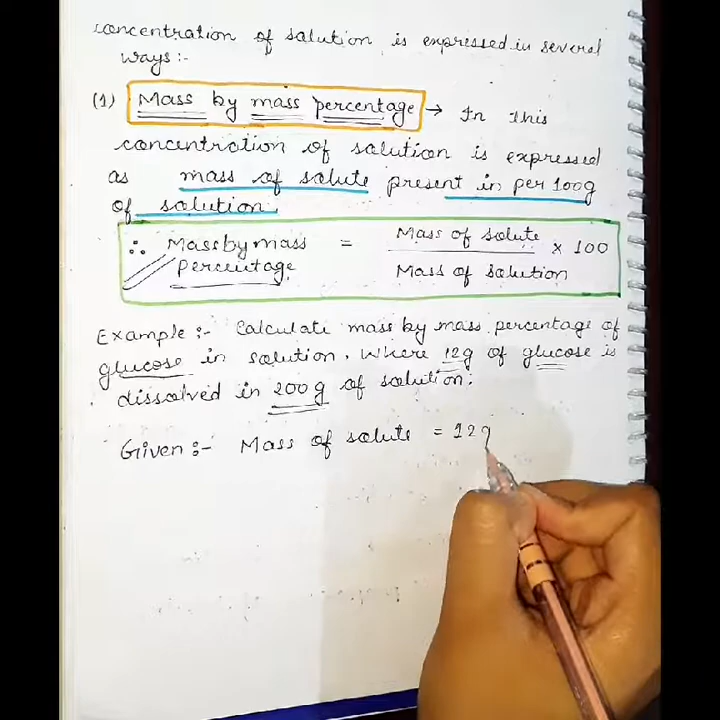 concentration of solution is expressed in several
ways :-
(1) Mass by mass percentage → In this
concentration of solution is expressed
as mass of solute present in per 100g
of solution.
∴ Mass by mass = Mass of solute × 100
percentage Mass of solution
Example :- Calculate mass by mass percentage of
glucose in solution, where 12g of glucose is
dissolved in 200g of solution.
Given :- Mass of solute = 12g